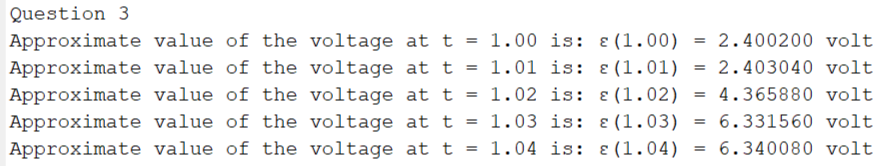 Question 3
Approximate value of the voltage at t = 1.00 is: ε(1.00) = 2.400200 volt
Approximate value of the voltage at t = 1.01 is: ε(1.01) = 2.403040 volt
Approximate value of the voltage at t = 1.02 is: ε(1.02) = 4.365880 volt
Approximate value of the voltage at t = 1.03 is: ε(1.03) = 6.331560 volt
Approximate value of the voltage at t = 1.04 is: ε(1.04) = 6.340080 volt